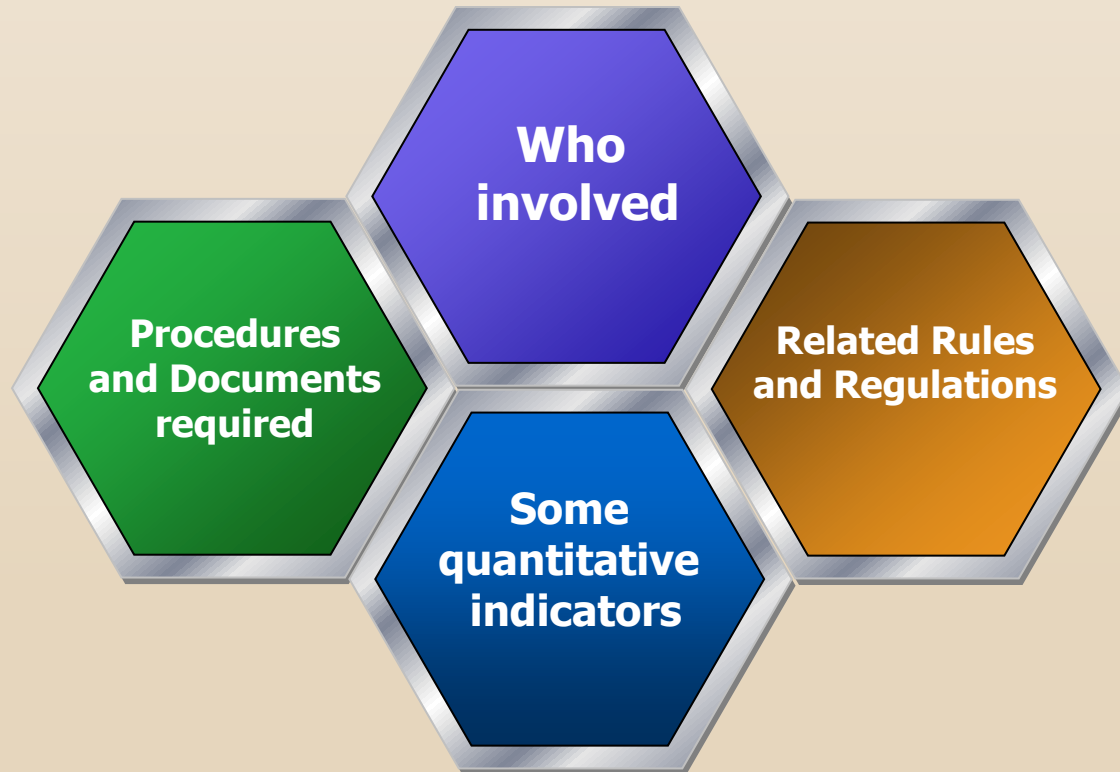 Who
involved
Procedures
and Documents
required
Related Rules
and Regulations
Some
quantitative
indicators